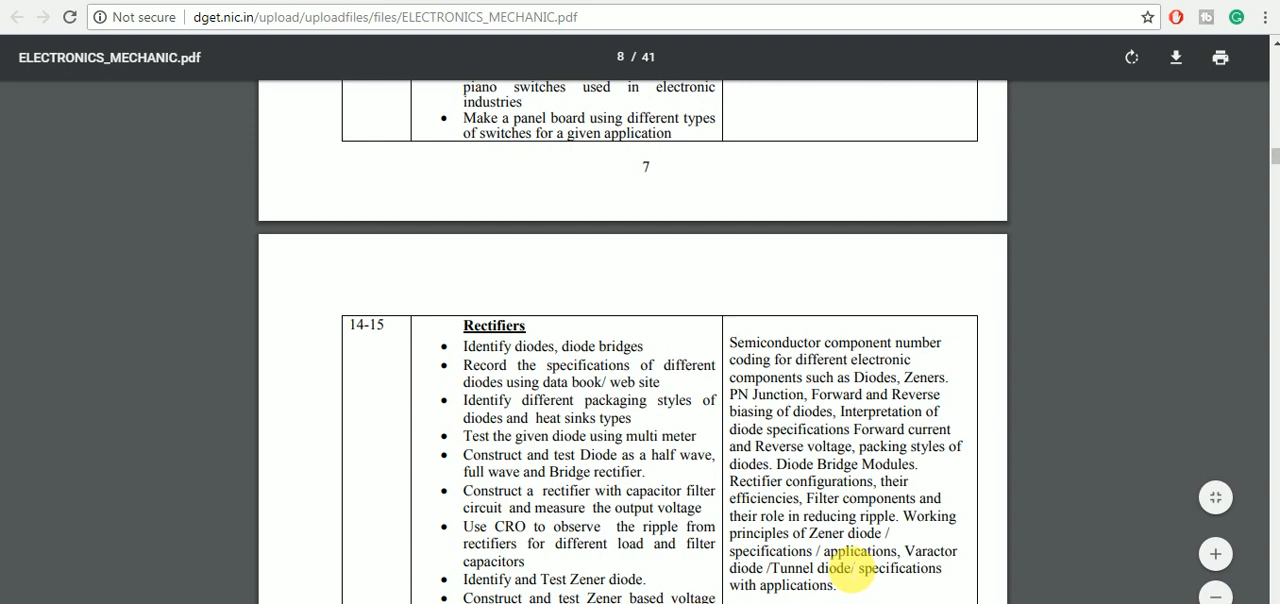 Not secure | dget.nic.in/upload/uploadfiles/files/ELECTRONICS_MECHANIC.pdf
ELECTRONICS_MECHANIC.pdf
8 / 41
piano switches used in electronic
industries
• Make a panel board using different types
of switches for a given application
7
14-15
Rectifiers
• Identify diodes, diode bridges
• Record the specifications of different
diodes using data book/ web site
• Identify different packaging styles of
diodes and heat sinks types
• Test the given diode using multi meter
• Construct and test Diode as a half wave,
full wave and Bridge rectifier.
• Construct a rectifier with capacitor filter
circuit and measure the output voltage
• Use CRO to observe the ripple from
rectifiers for different load and filter
capacitors
• Identify and Test Zener diode.
• Construct and test Zener based voltage
Semiconductor component number
coding for different electronic
components such as Diodes, Zeners.
PN Junction, Forward and Reverse
biasing of diodes, Interpretation of
diode specifications Forward current
and Reverse voltage, packing styles of
diodes. Diode Bridge Modules.
Rectifier configurations, their
efficiencies, Filter components and
their role in reducing ripple. Working
principles of Zener diode /
specifications / applications, Varactor
diode /Tunnel diode/ specifications
with applications.